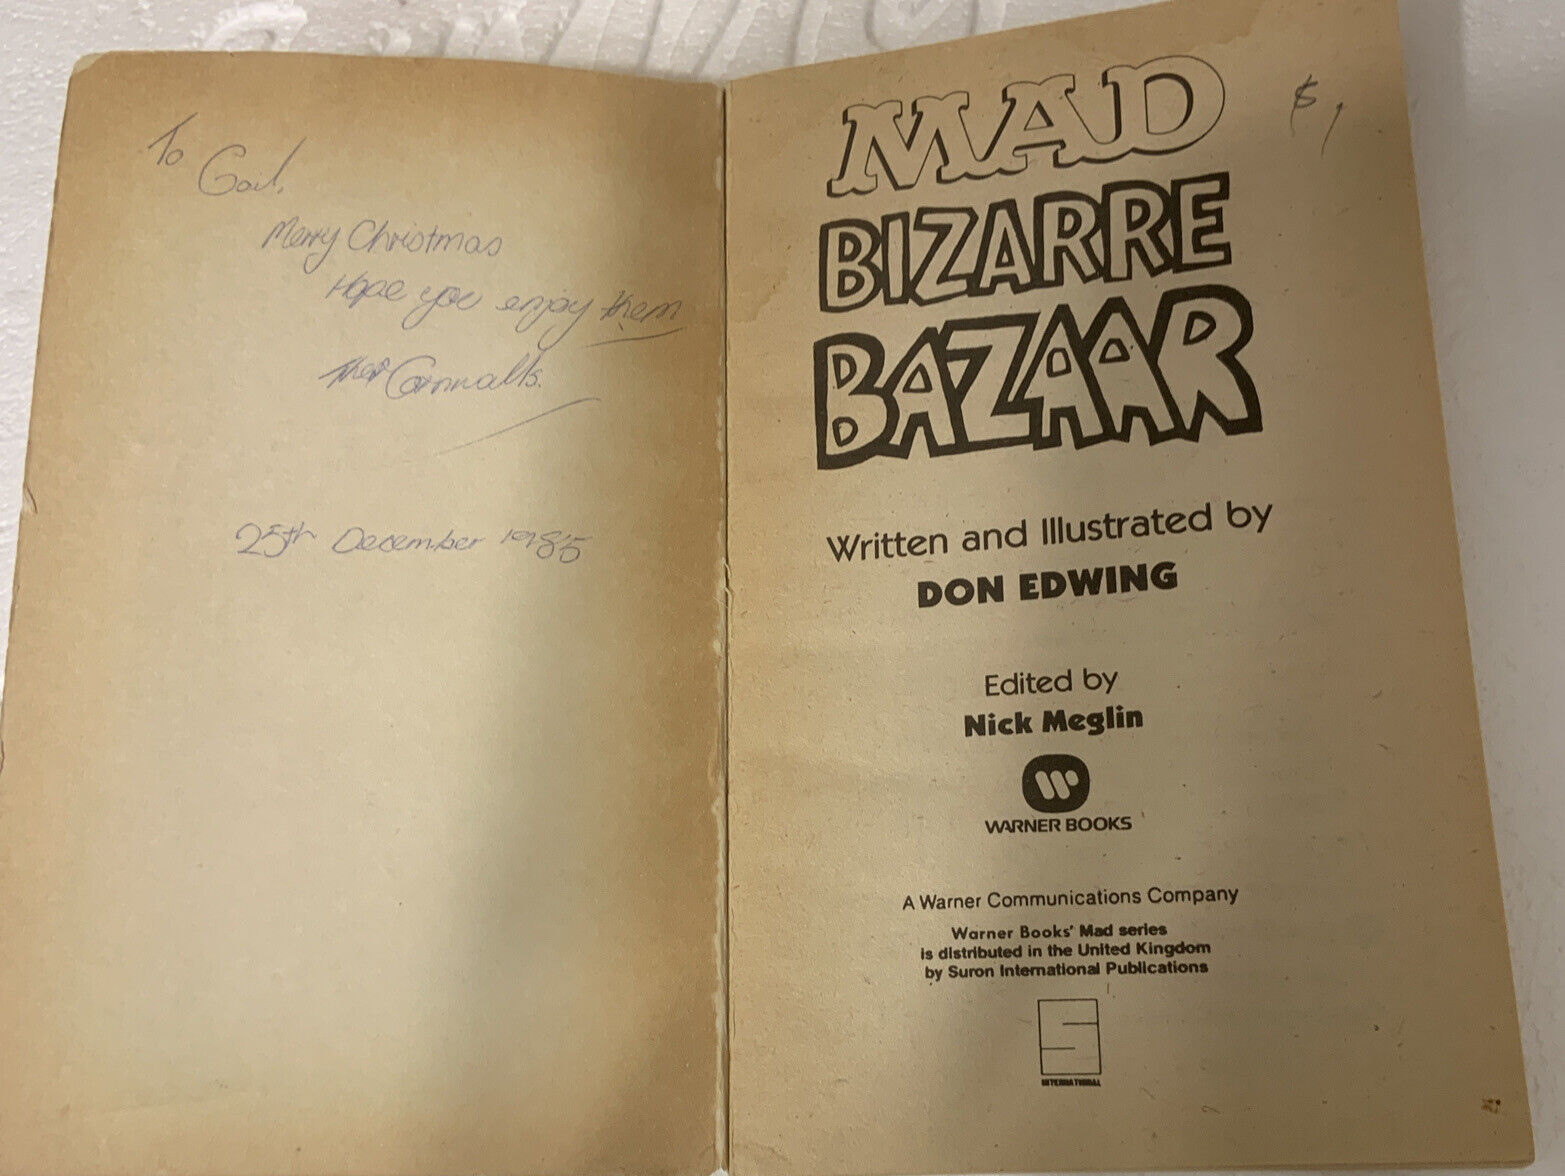 To Gail,
Merry Christmas
Hope you enjoy them
Cornwalls.
25th December 1985
$1
MAD
BIZARRE
BAZAAR
Written and Illustrated by
DON EDWING
Edited by
Nick Meglin
WARNER BOOKS
A Warner Communications Company
Warner Books' Mad series
is distributed in the United Kingdom
by Suron International Publications
S
INTERNATIONAL